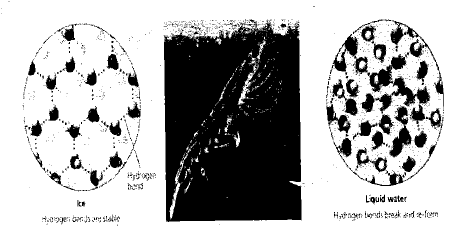 Hydrogen
bond
Ice
Hydrogen bonds are stable
Liquid water
Hydrogen bonds break and re-form